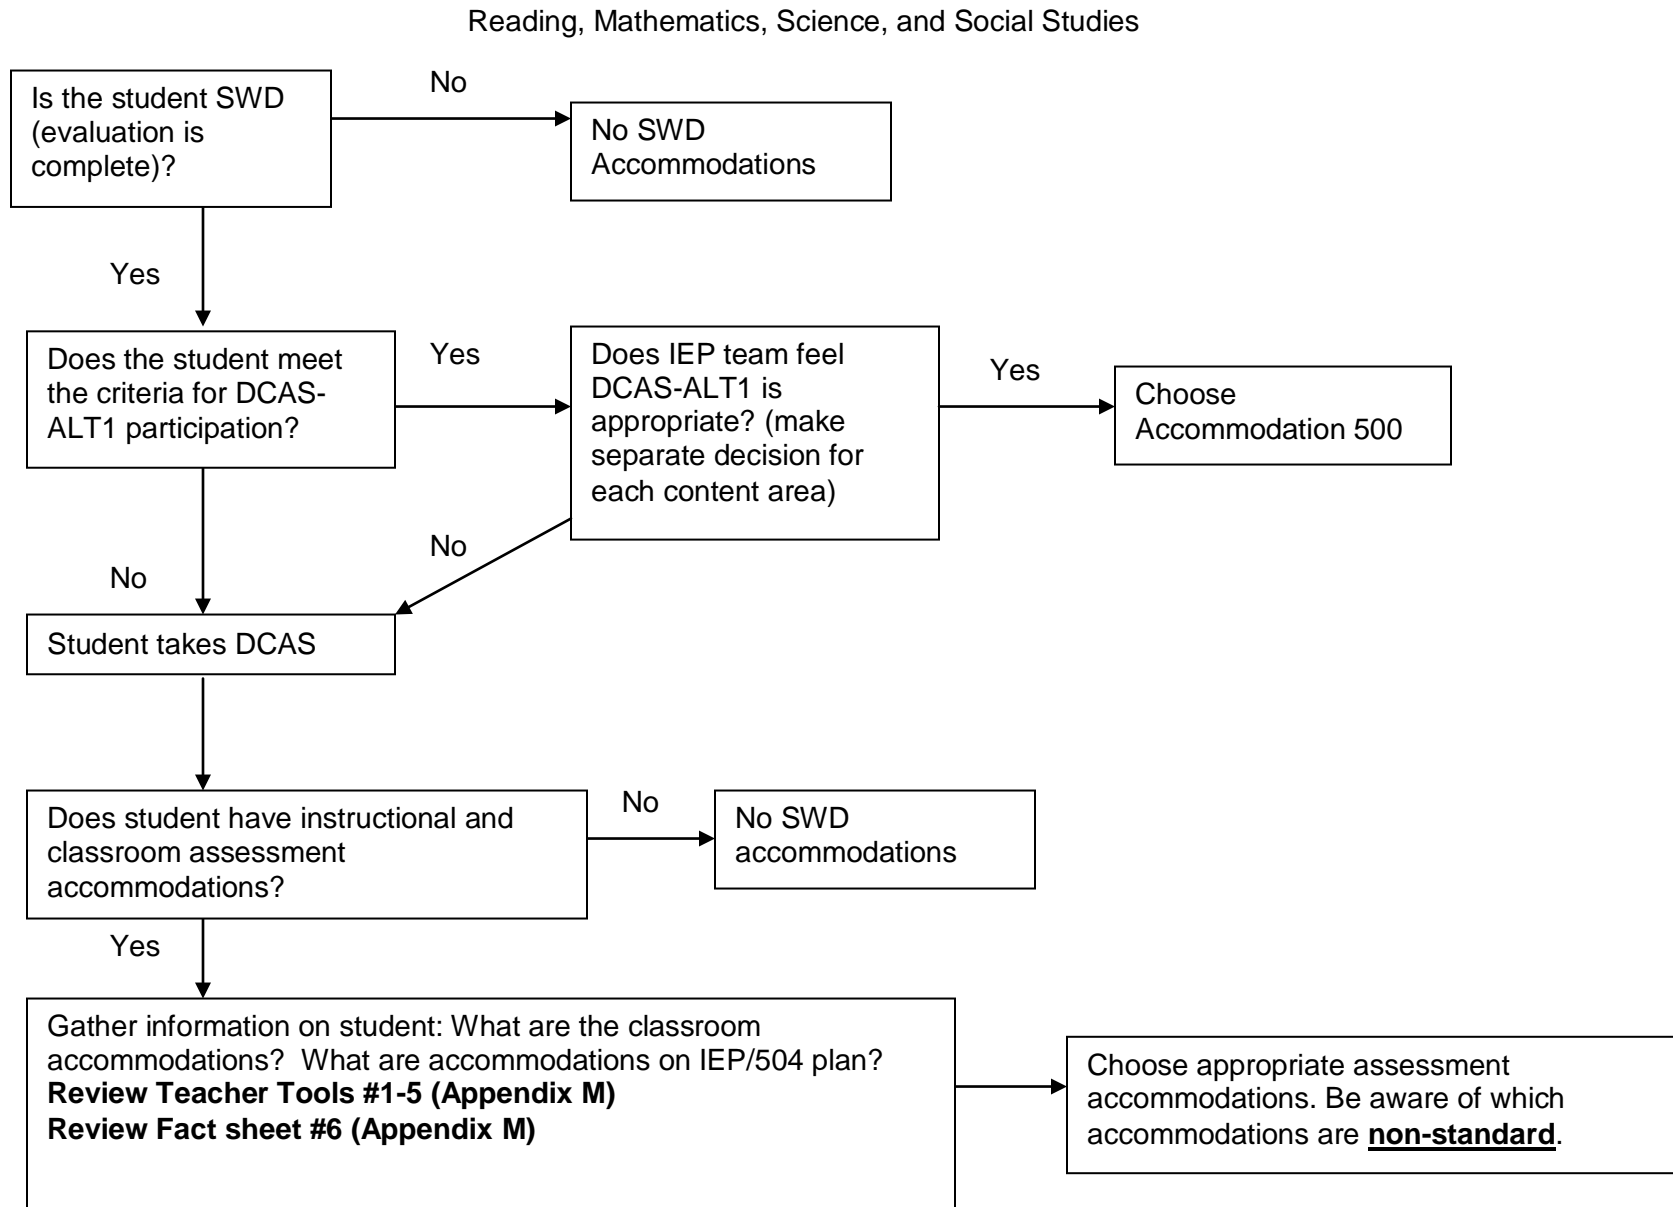 Reading, Mathematics, Science, and Social Studies
Is the student SWD
(evaluation is
complete)?
No
No SWD
Accommodations
Yes
Does the student meet
the criteria for DCAS-
ALT1 participation?
Yes
Does IEP team feel
DCAS-ALT1 is
appropriate? (make
separate decision for
each content area)
Yes
Choose
Accommodation 500
No
No
Student takes DCAS
Does student have instructional and
classroom assessment
accommodations?
No
No SWD
accommodations
Yes
Gather information on student: What are the classroom
accommodations?  What are accommodations on IEP/504 plan?
Review Teacher Tools #1-5 (Appendix M)
Review Fact sheet #6 (Appendix M)
Choose appropriate assessment
accommodations. Be aware of which
accommodations are non-standard.